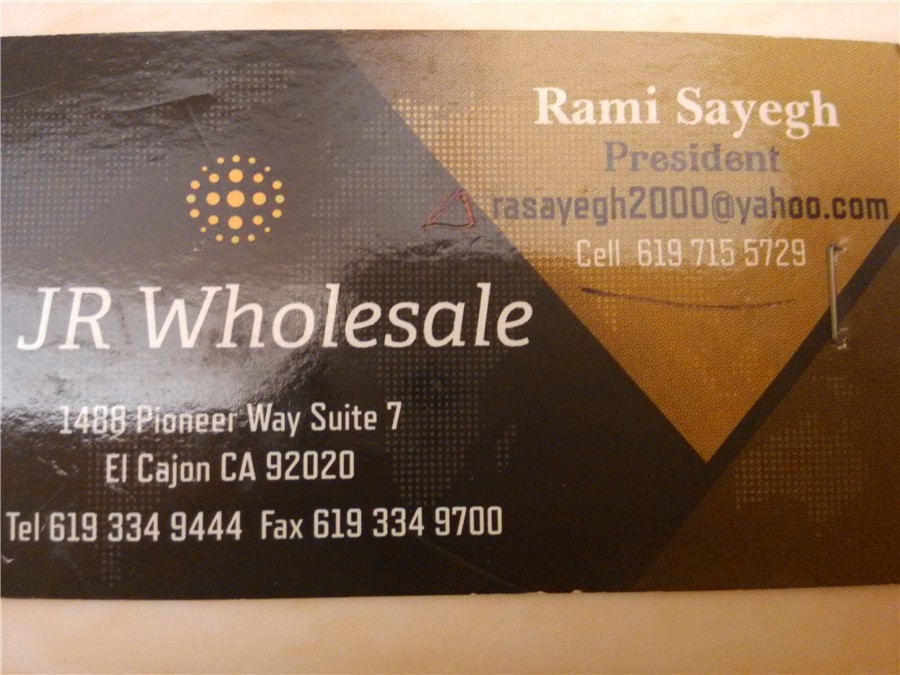 Rami Sayegh
President
rasayegh2000@yahoo.com
Cell 619 715 5729
JR Wholesale
1488 Pioneer Way Suite 7
El Cajon CA 92020
Tel 619 334 9444 Fax 619 334 9700